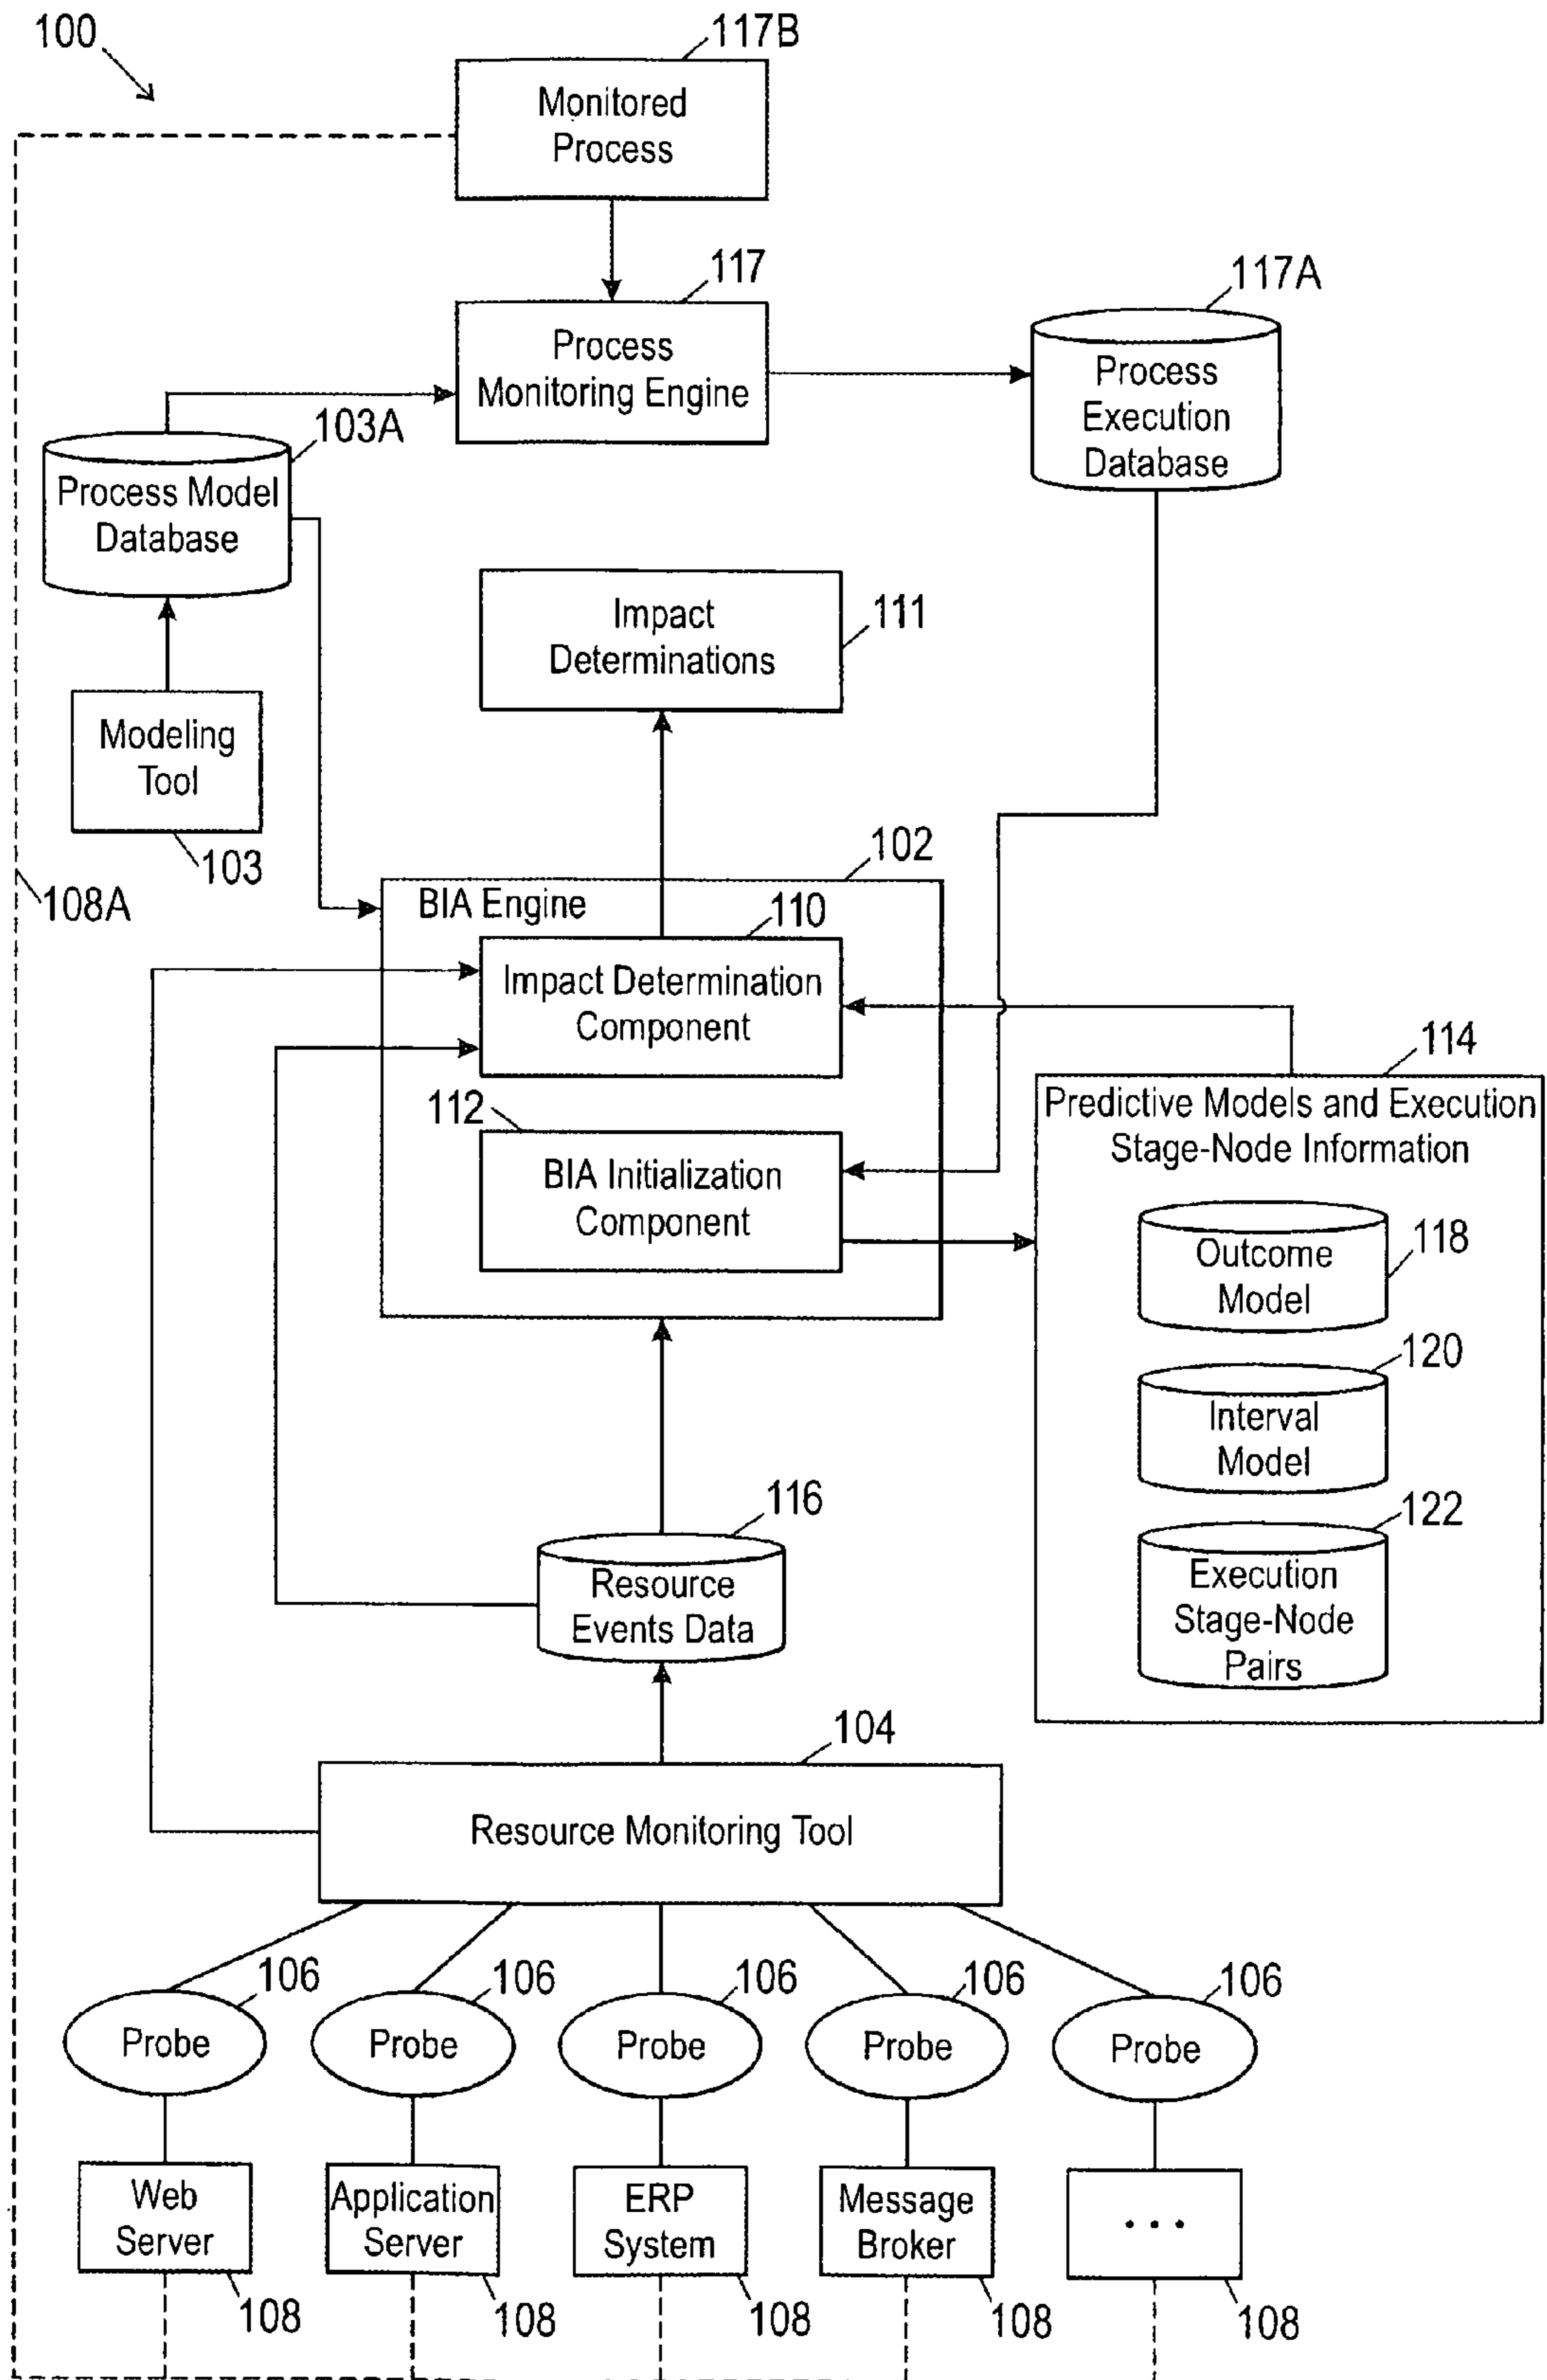 100
117B
Monitored
Process
117
Process
Monitoring Engine
117A
Process
Execution
Database
103A
Process Model
Database
Impact
Determinations
111
Modeling
Tool
103
108A
102
BIA Engine
110
Impact Determination
Component
112
BIA Initialization
Component
114
Predictive Models and Execution
Stage-Node Information
Outcome
Model
118
120
Interval
Model
122
Execution
Stage-Node
Pairs
116
Resource
Events Data
104
Resource Monitoring Tool
106
106
106
106
106
Probe
Probe
Probe
Probe
Probe
Web
Server
Application
Server
ERP
System
Message
Broker
...
108
108
108
108
108